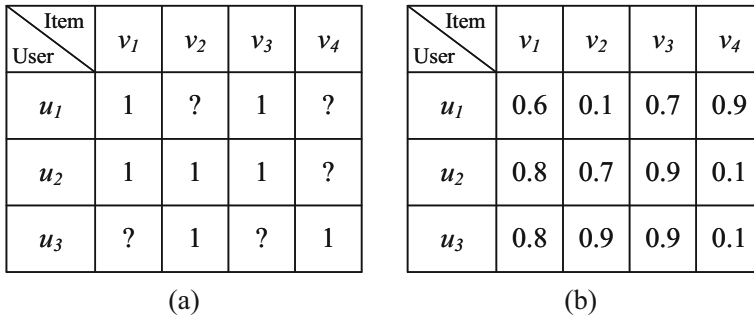 Item
User v1 v2 v3 v4
u1 1 ? 1 ?
u2 1 1 1 ?
u3 ? 1 ? 1
(a)
Item
User v1 v2 v3 v4
u1 0.6 0.1 0.7 0.9
u2 0.8 0.7 0.9 0.1
u3 0.8 0.9 0.9 0.1
(b)